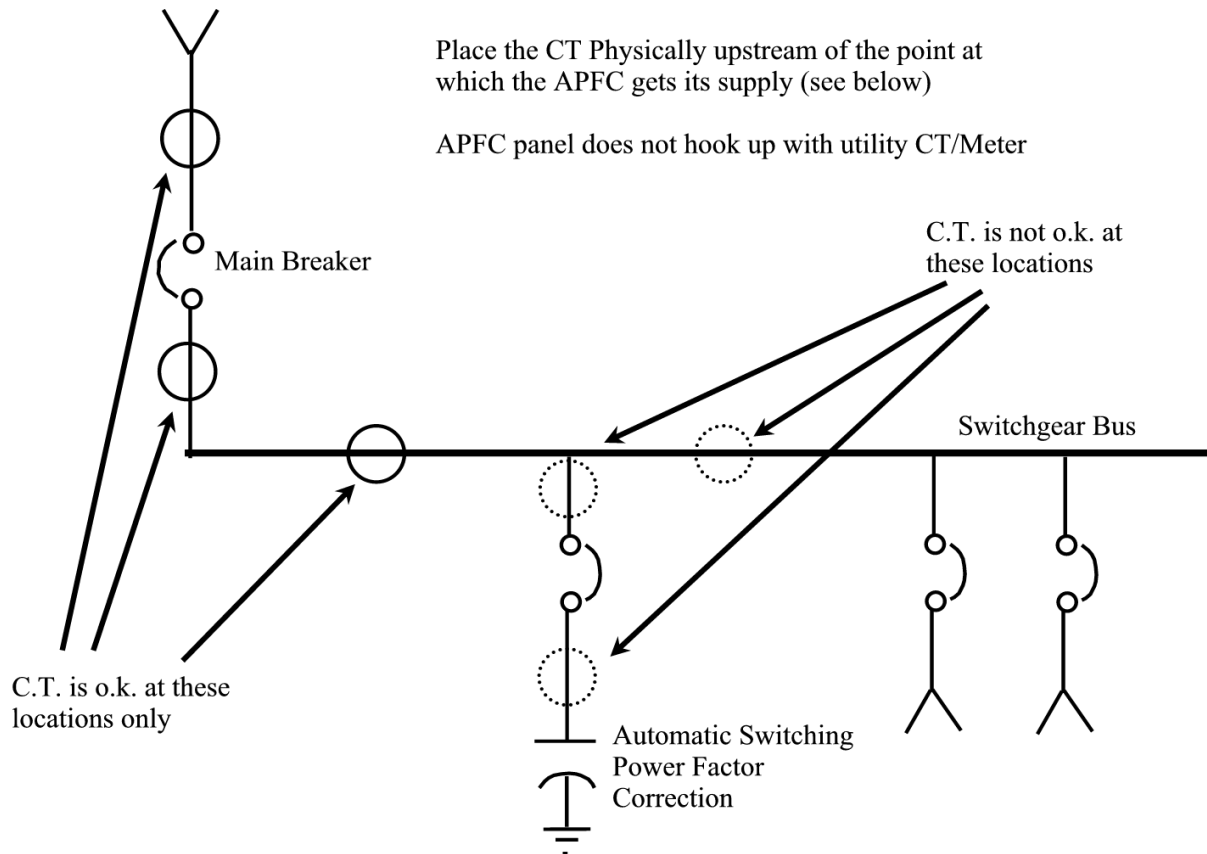 Place the CT Physically upstream of the point at
which the APFC gets its supply (see below)
APFC panel does not hook up with utility CT/Meter
C.T. is not o.k. at
these locations
Main Breaker
Switchgear Bus
C.T. is o.k. at these
locations only
Automatic Switching
Power Factor
Correction